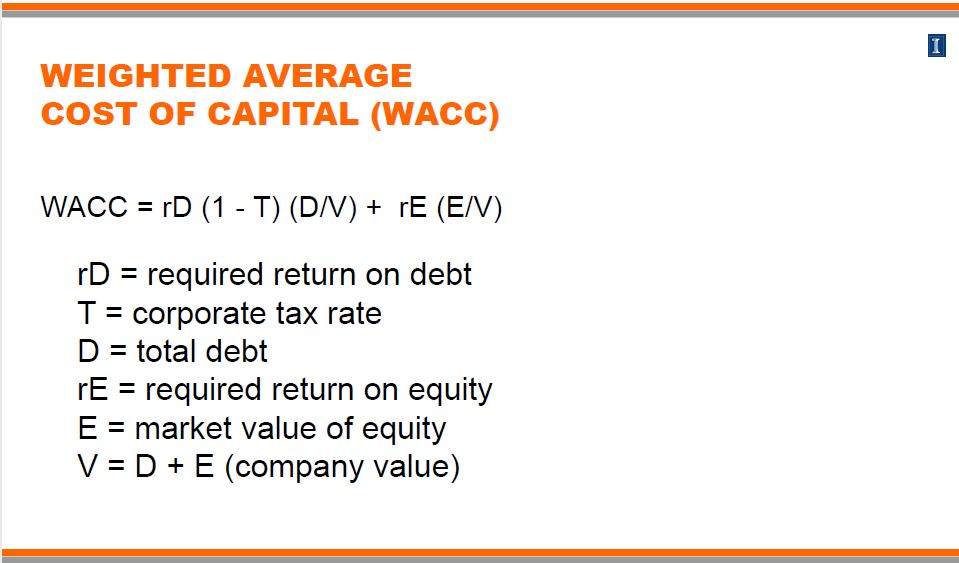 I
WEIGHTED AVERAGE
COST OF CAPITAL (WACC)
WACC = rD (1 - T) (D/V) + rE (E/V)
rD = required return on debt
T = corporate tax rate
D = total debt
rE = required return on equity
E = market value of equity
V = D + E (company value)